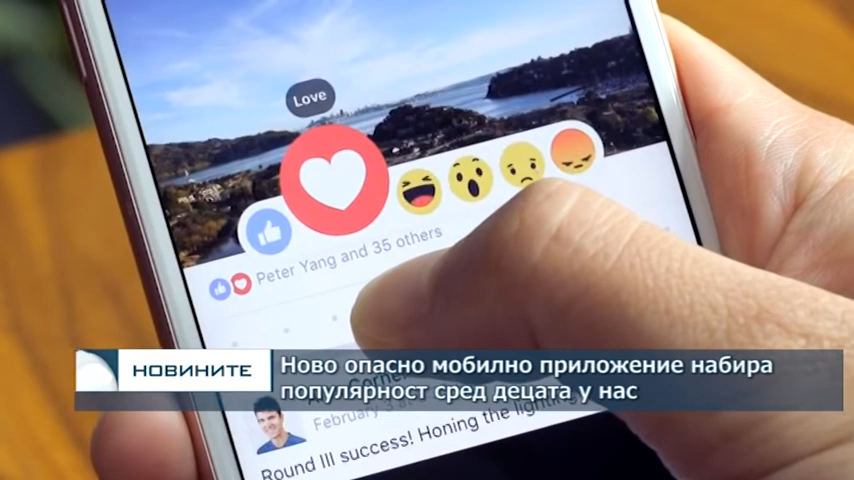 Love
Peter Yang and 35 others
НОВИНИТЕ
Ново опасно мобилно приложение набира
популярност сред децата у нас
February
Round III success! Honing the